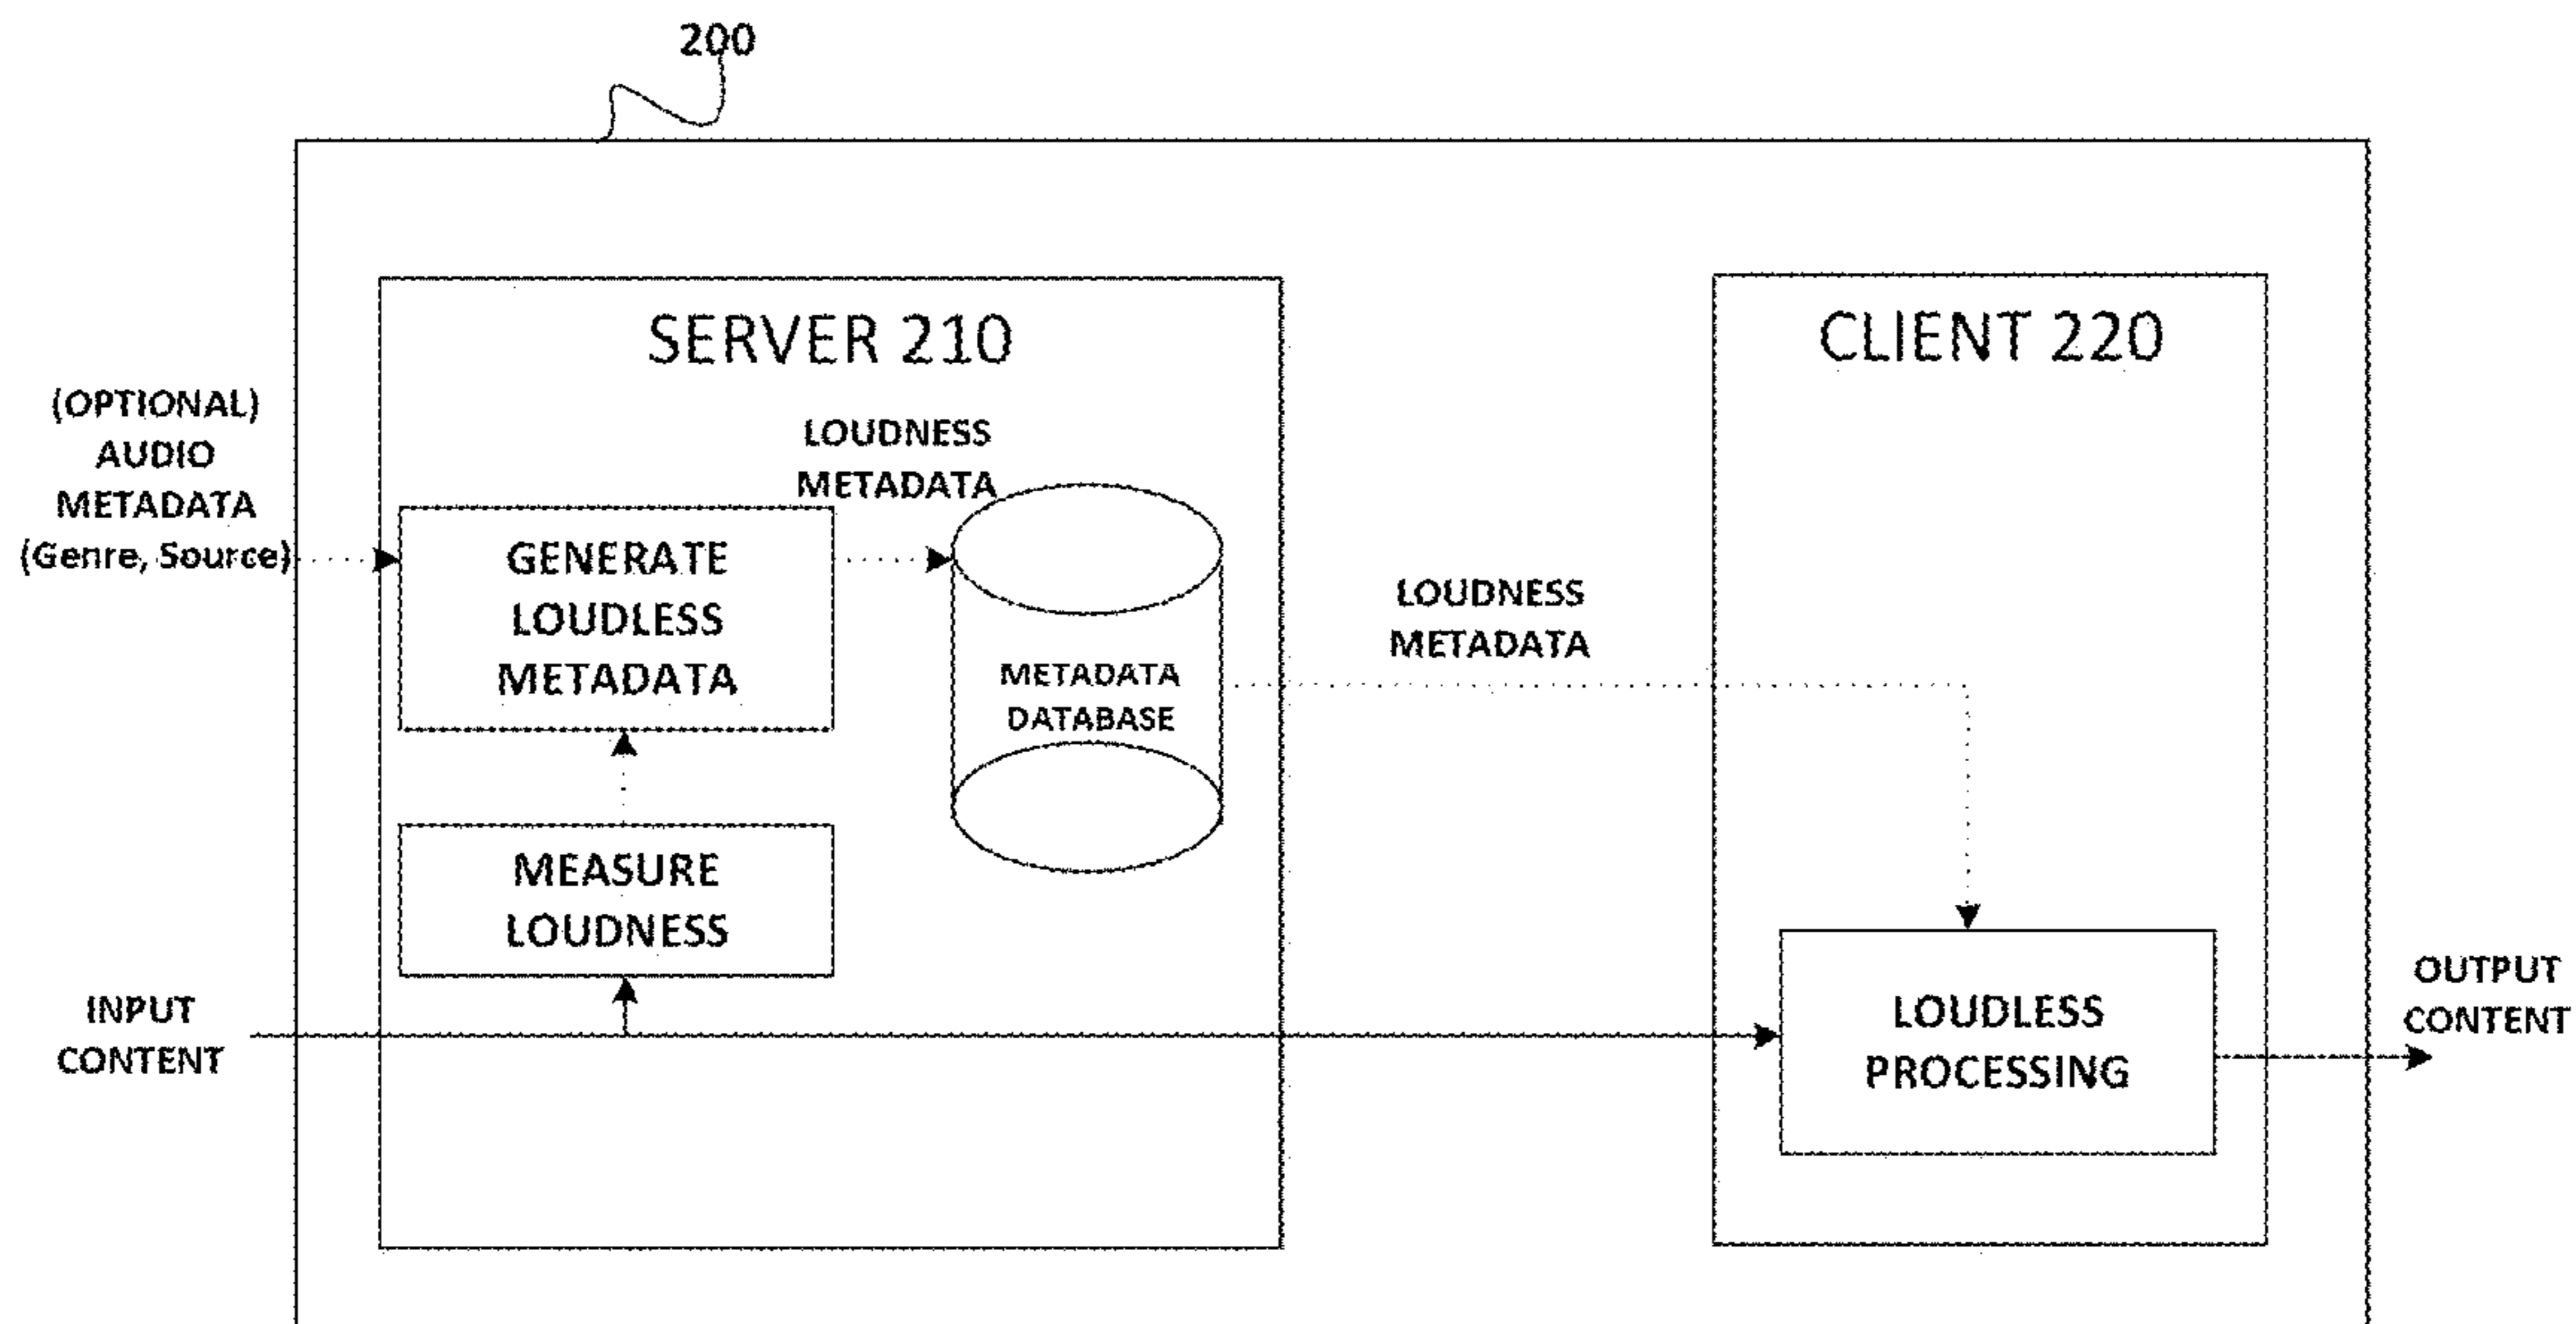 200
SERVER 210
CLIENT 220
(OPTIONAL)
AUDIO
METADATA
(Genre, Source)
LOUDNESS
METADATA
GENERATE
LOUDLESS
METADATA
METADATA
DATABASE
LOUDNESS
METADATA
MEASURE
LOUDNESS
INPUT
CONTENT
LOUDLESS
PROCESSING
OUTPUT
CONTENT